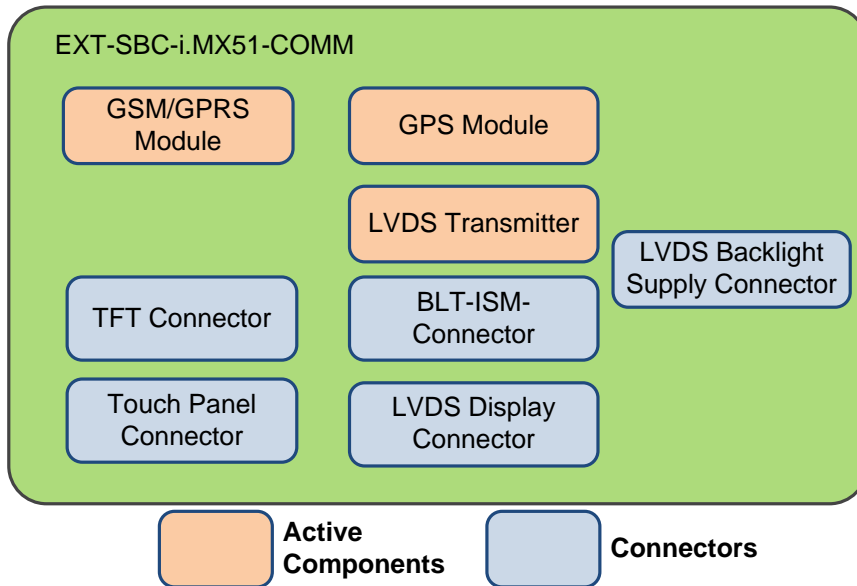 EXT-SBC-i.MX51-COMM
GSM/GPRS
Module
GPS Module
LVDS Transmitter
LVDS Backlight
Supply Connector
TFT Connector
BLT-ISM-
Connector
Touch Panel
Connector
LVDS Display
Connector
Active
Components
Connectors